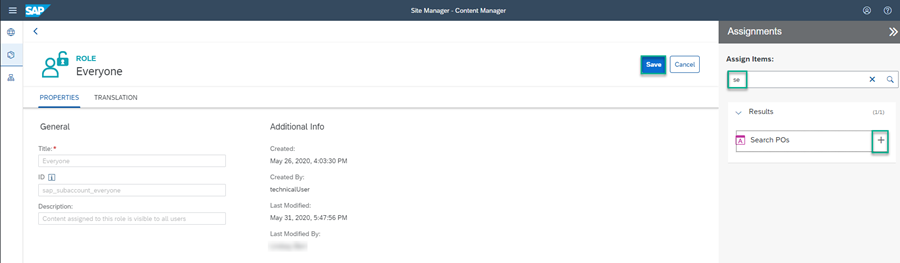 SAP
Site Manager - Content Manager
Assignments
ROLE
Everyone
Save
Cancel
Assign Items:
se
PROPERTIES
TRANSLATION
Results
(1/1)
A
Search POs
General
Title: *
Everyone
ID
sap_subaccount_everyone
Description:
Content assigned to this role is visible to all users
Additional Info
Created:
May 26, 2020, 4:03:30 PM
Created By:
technicalUser
Last Modified:
May 31, 2020, 5:47:56 PM
Last Modified By: